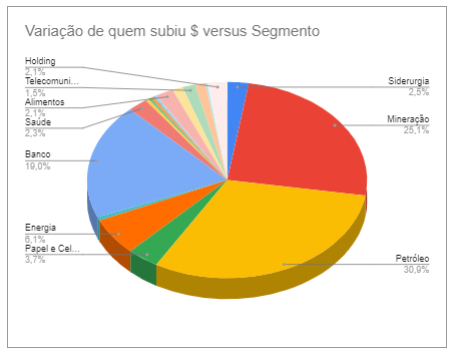 Variação de quem subiu $ versus Segmento
Holding
2,1%
Telecomuni...
1,5%
Alimentos
2,1%
Saúde
2,3%
Banco
19,0%
Energia
6,1%
Papel e Cel...
3,7%
Siderurgia
2,5%
Mineração
25,1%
Petróleo
30,9%